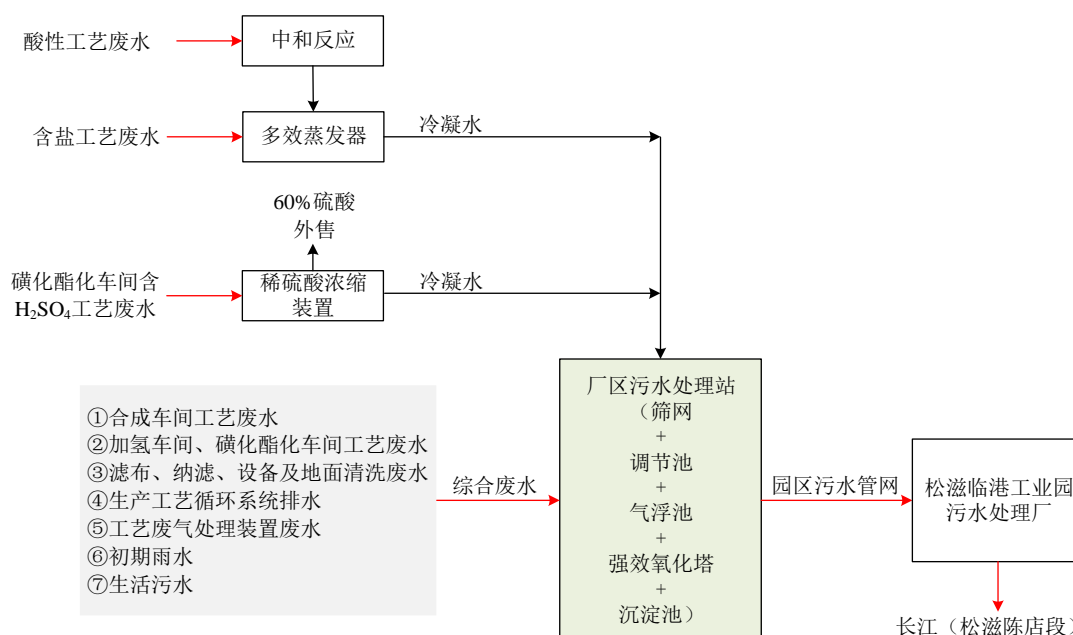 酸性工艺废水
中和反应
含盐工艺废水
多效蒸发器
冷凝水
60%硫酸
外售
磺化酯化车间含
H₂SO₄工艺废水
稀硫酸浓缩
装置
冷凝水
①合成车间工艺废水
②加氢车间、磺化酯化车间工艺废水
③滤布、纳滤、设备及地面清洗废水
④生产工艺循环系统排水
⑤工艺废气处理装置废水
⑥初期雨水
⑦生活污水
综合废水
厂区污水处理站
（筛网
+
调节池
+
气浮池
+
强效氧化塔
+
沉淀池）
园区污水管网
松滋临港工业园
污水处理厂
长江（松滋陈店段）